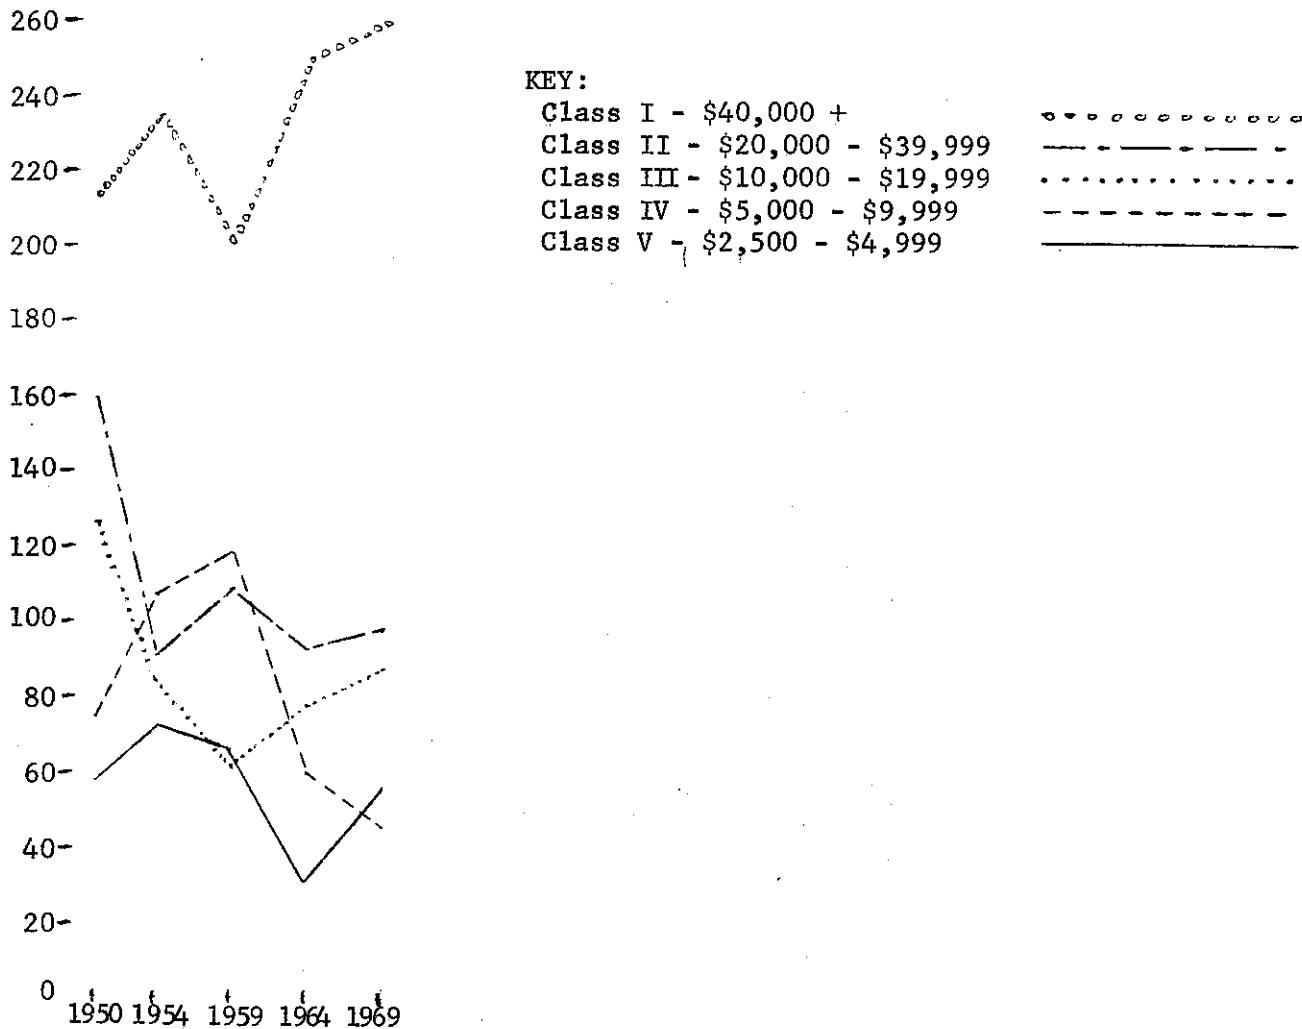 260
240
220
200
180
160
140
120
100
80
60
40
20
0
1950 1954 1959 1964 1969
KEY:
Class I - $40,000 +
Class II - $20,000 - $39,999
Class III - $10,000 - $19,999
Class IV - $5,000 - $9,999
Class V - $2,500 - $4,999